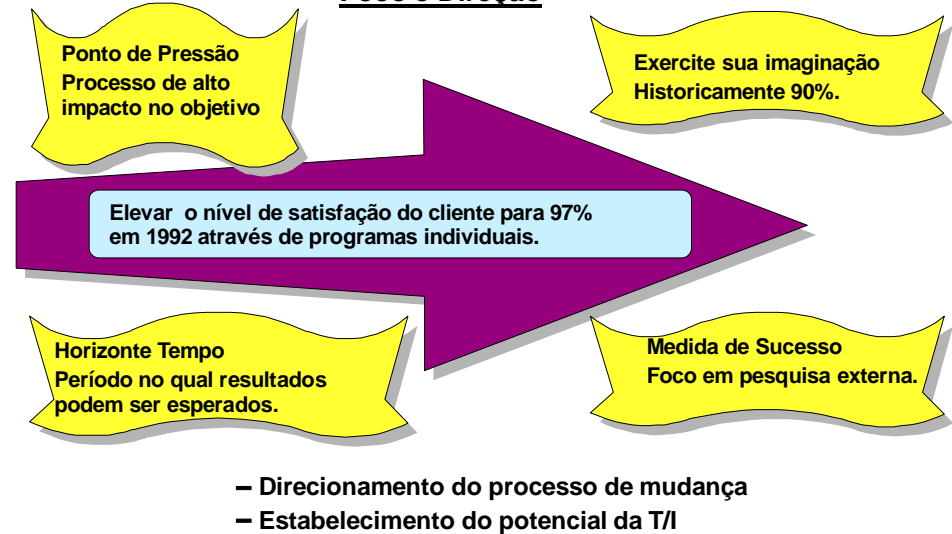 Foco e Direção
Ponto de Pressão
Processo de alto
impacto no objetivo
Exercite sua imaginação
Historicamente 90%.
Elevar o nível de satisfação do cliente para 97%
em 1992 através de programas individuais.
Horizonte Tempo
Período no qual resultados
podem ser esperados.
Medida de Sucesso
Foco em pesquisa externa.
– Direcionamento do processo de mudança
– Estabelecimento do potencial da T/I